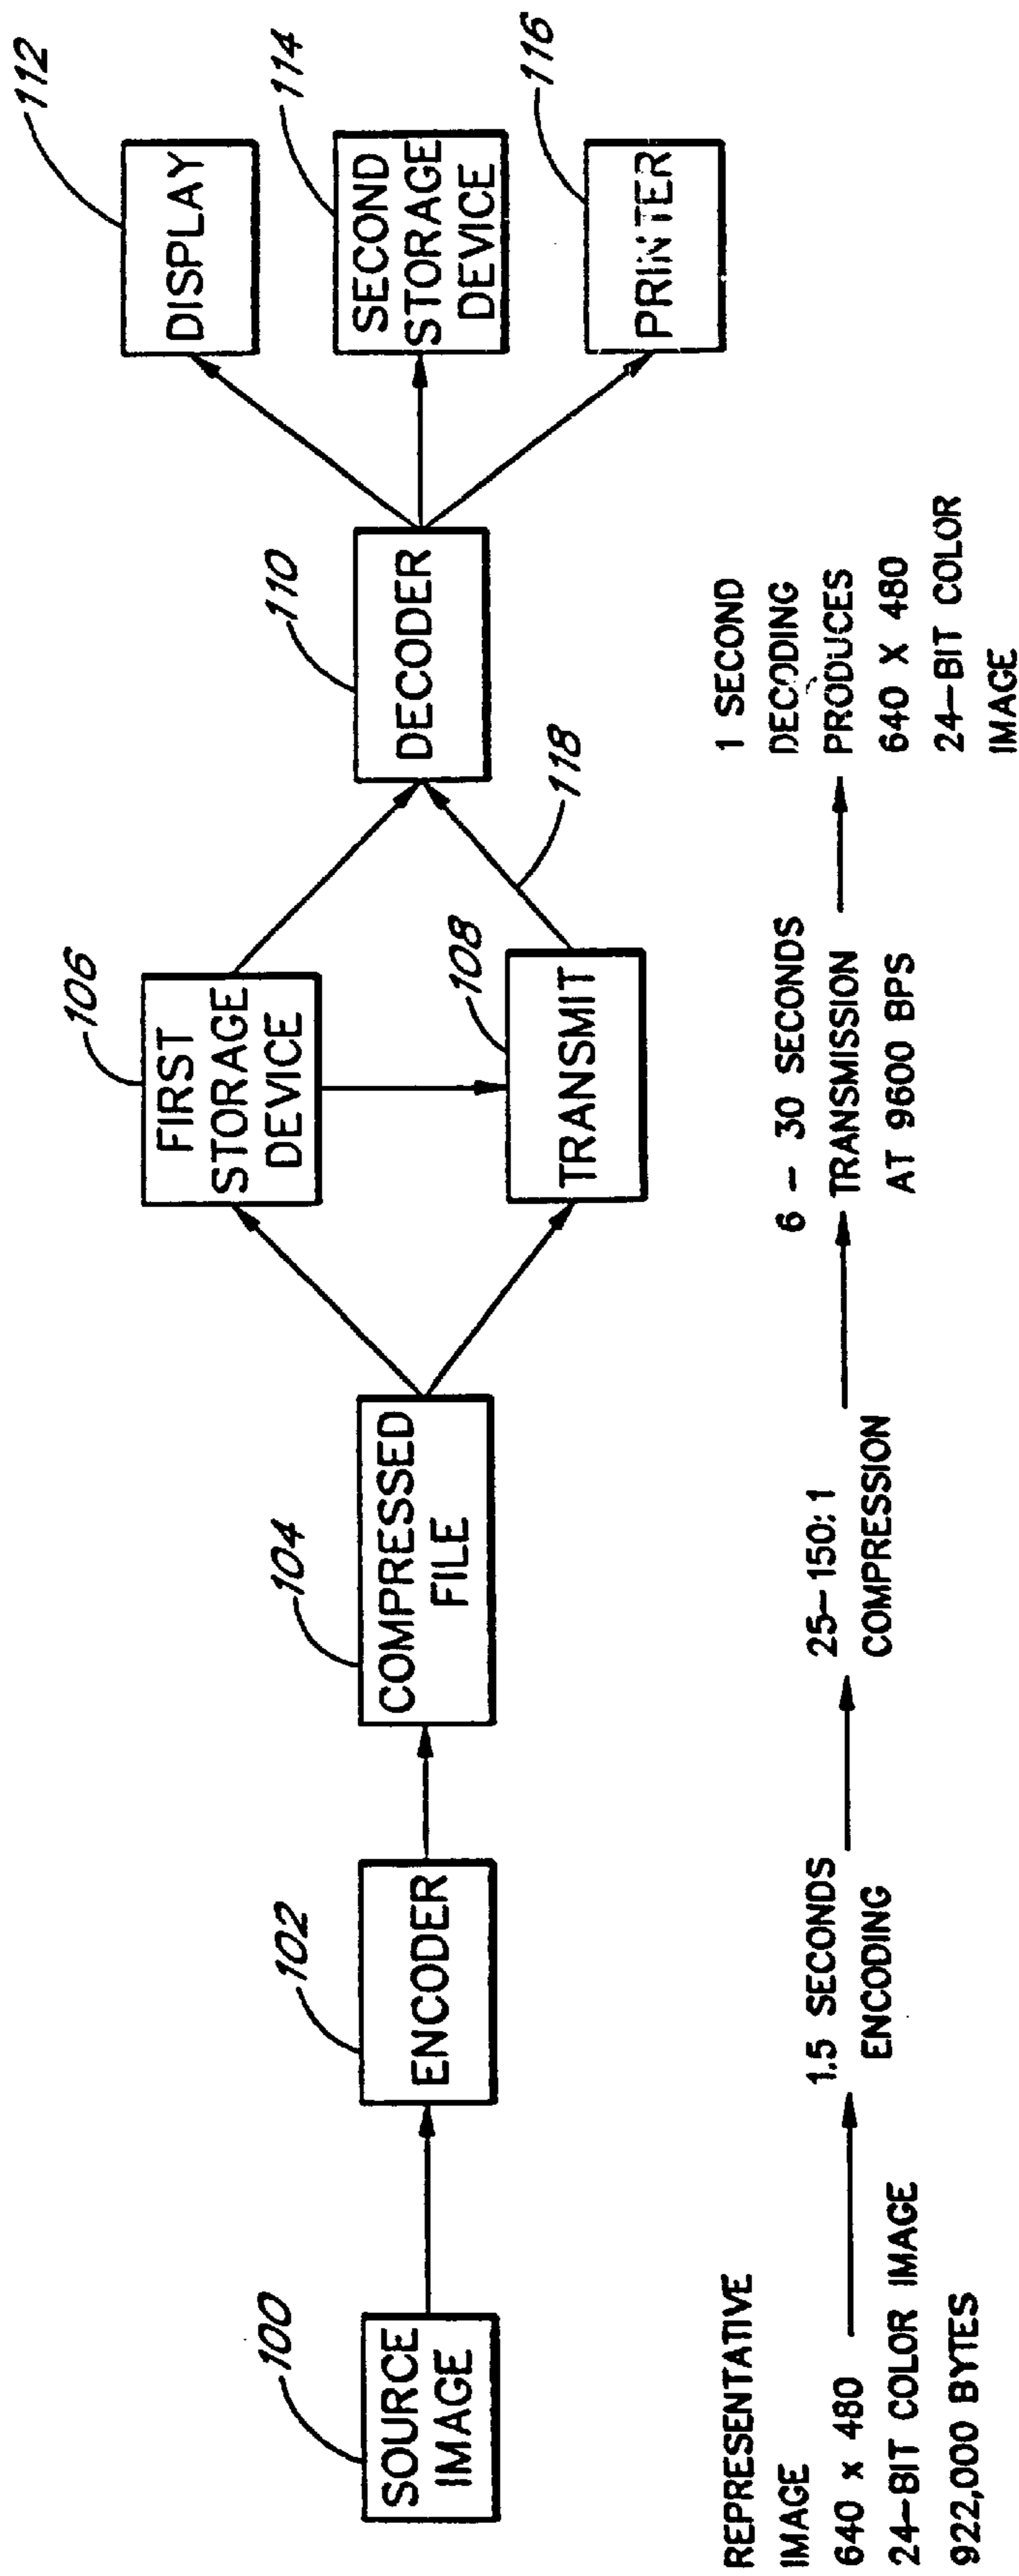 100
SOURCE
IMAGE
102
ENCODER
104
COMPRESSED
FILE
106
FIRST
STORAGE
DEVICE
108
TRANSMIT
118
110
DECODER
112
DISPLAY
114
SECOND
STORAGE
DEVICE
116
PRINTER
REPRESENTATIVE
IMAGE
640 x 480
24-BIT COLOR IMAGE
922,000 BYTES
1.5 SECONDS
ENCODING
25-150:1
COMPRESSION
6 - 30 SECONDS
TRANSMISSION
AT 9600 BPS
1 SECOND
DECODING
PRODUCES
640 X 480
24-BIT COLOR
IMAGE